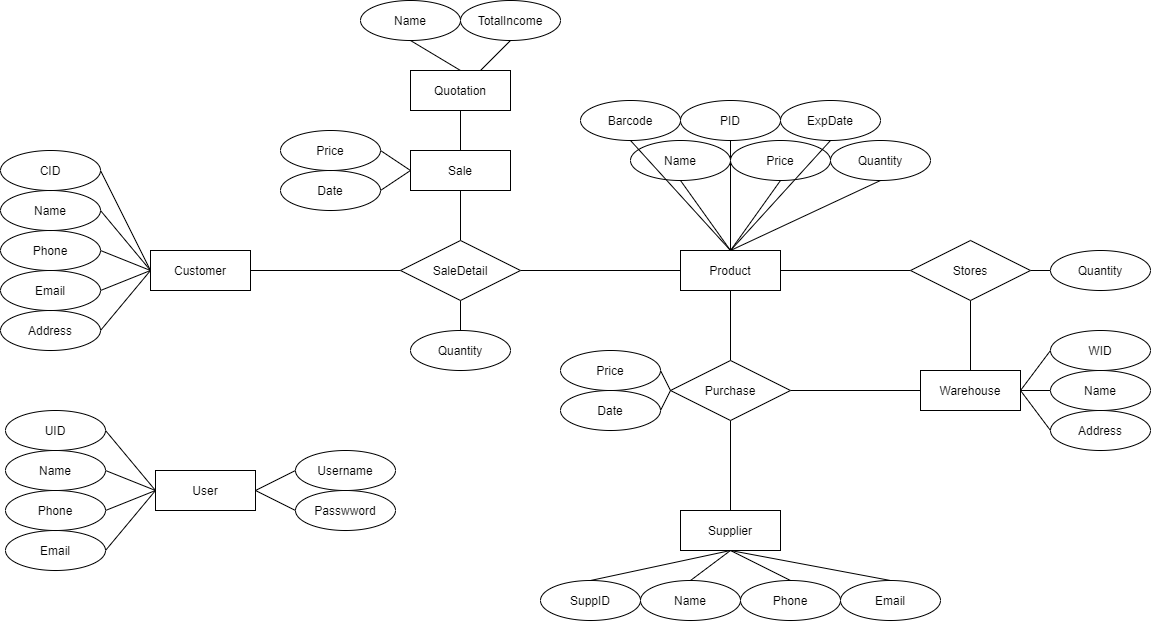 Name
TotalIncome
Quotation
Price
Date
Sale
CID
Name
Phone
Email
Address
Customer
SaleDetail
Quantity
Barcode
PID
ExpDate
Name
Price
Quantity
Product
Stores
Quantity
Price
Date
Purchase
Warehouse
WID
Name
Address
UID
Name
Phone
Email
User
Username
Passwword
Supplier
SuppID
Name
Phone
Email